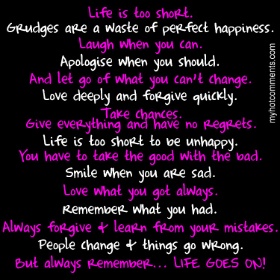 Life is too short.
Grudges are a waste of perfect happiness.
Laugh when you can.
Apologise when you should.
And let go of what you can't change.
Love deeply and forgive quickly.
Take chances.
Give everything and have no regrets.
Life is too short to be unhappy.
You have to take the good with the bad.
Smile when you are sad.
Love what you got always.
Remember what you had.
Always forgive & learn from your mistakes.
People change & things go wrong.
But always remember... LIFE GOES ON!
myhotcomments.com